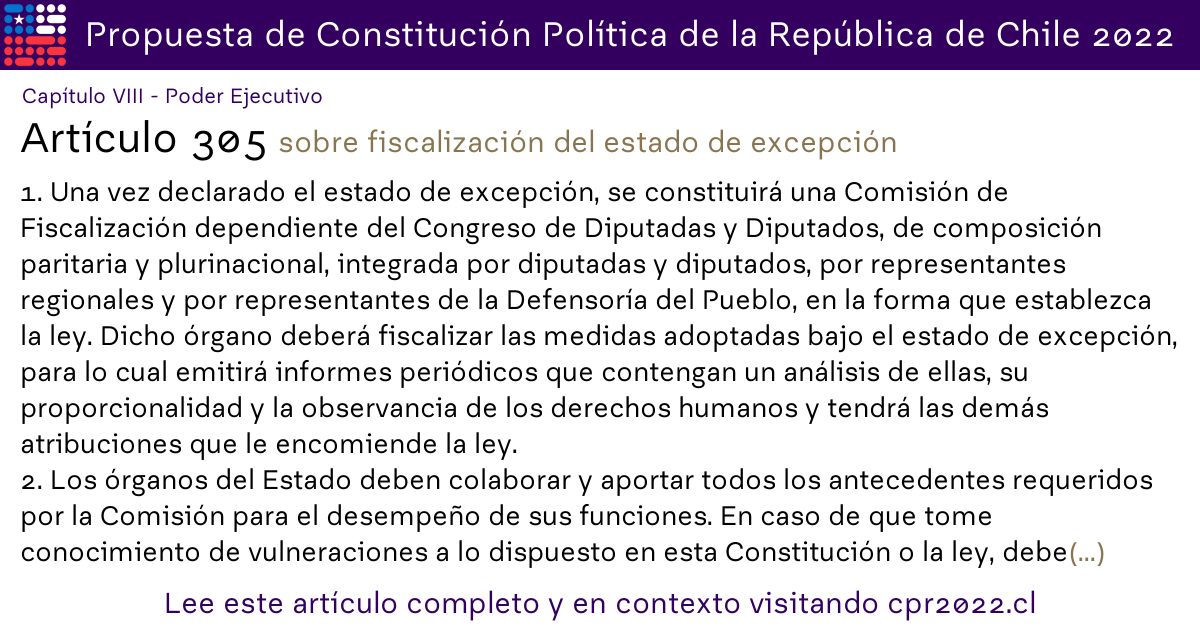 Propuesta de Constitución Política de la República de Chile 2022
Capítulo VIII - Poder Ejecutivo
Artículo 305 sobre fiscalización del estado de excepción
1. Una vez declarado el estado de excepción, se constituirá una Comisión de
Fiscalización dependiente del Congreso de Diputadas y Diputados, de composición
paritaria y plurinacional, integrada por diputadas y diputados, por representantes
regionales y por representantes de la Defensoría del Pueblo, en la forma que establezca
la ley. Dicho órgano deberá fiscalizar las medidas adoptadas bajo el estado de excepción,
para lo cual emitirá informes periódicos que contengan un análisis de ellas, su
proporcionalidad y la observancia de los derechos humanos y tendrá las demás
atribuciones que le encomiende la ley.
2. Los órganos del Estado deben colaborar y aportar todos los antecedentes requeridos
por la Comisión para el desempeño de sus funciones. En caso de que tome
conocimiento de vulneraciones a lo dispuesto en esta Constitución o la ley, debe(...)
Lee este artículo completo y en contexto visitando cpr2022.cl